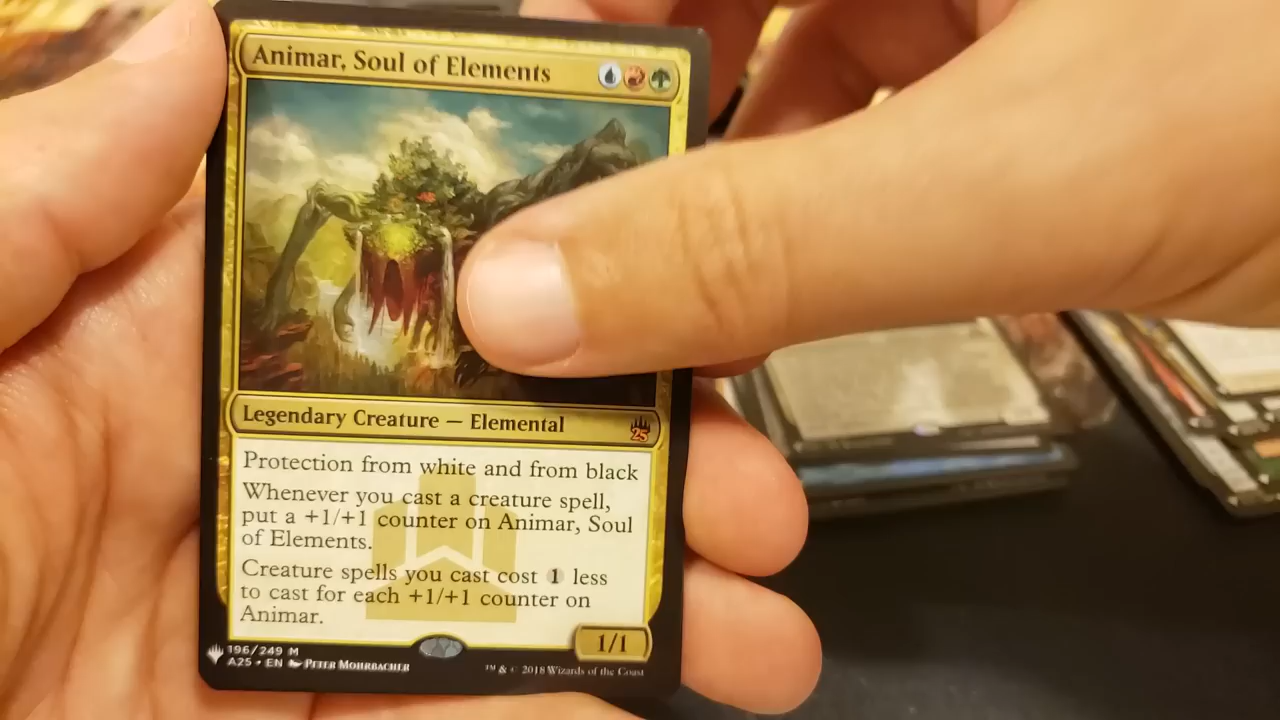 Animar, Soul of Elements
Legendary Creature — Elemental
25
Protection from white and from black
Whenever you cast a creature spell,
put a +1/+1 counter on Animar, Soul
of Elements.
Creature spells you cast cost 1 less
to cast for each +1/+1 counter on
Animar.
1/1
196/249 M
A25 • EN Peter Mohrbacher
™ & © 2018 Wizards of the Coast